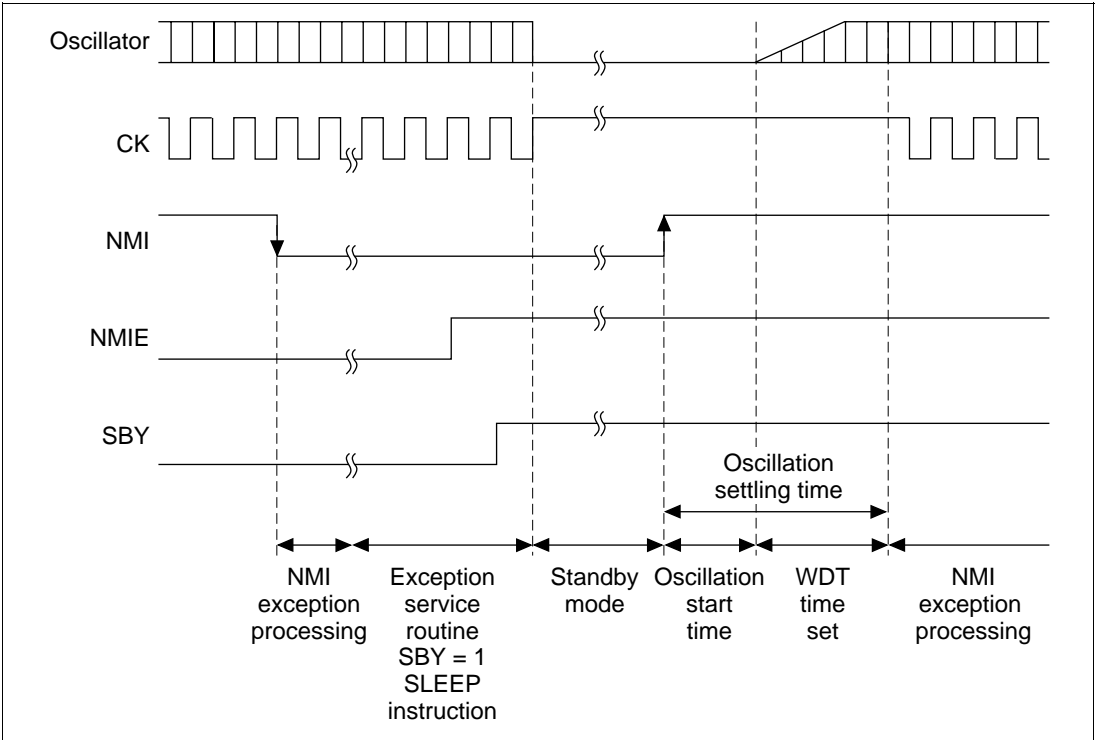 Oscillator
CK
NMI
NMIE
SBY
Oscillation
settling time
NMI
exception
processing
Exception
service
routine
SBY = 1
SLEEP
instruction
Standby
mode
Oscillation
start
time
WDT
time
set
NMI
exception
processing